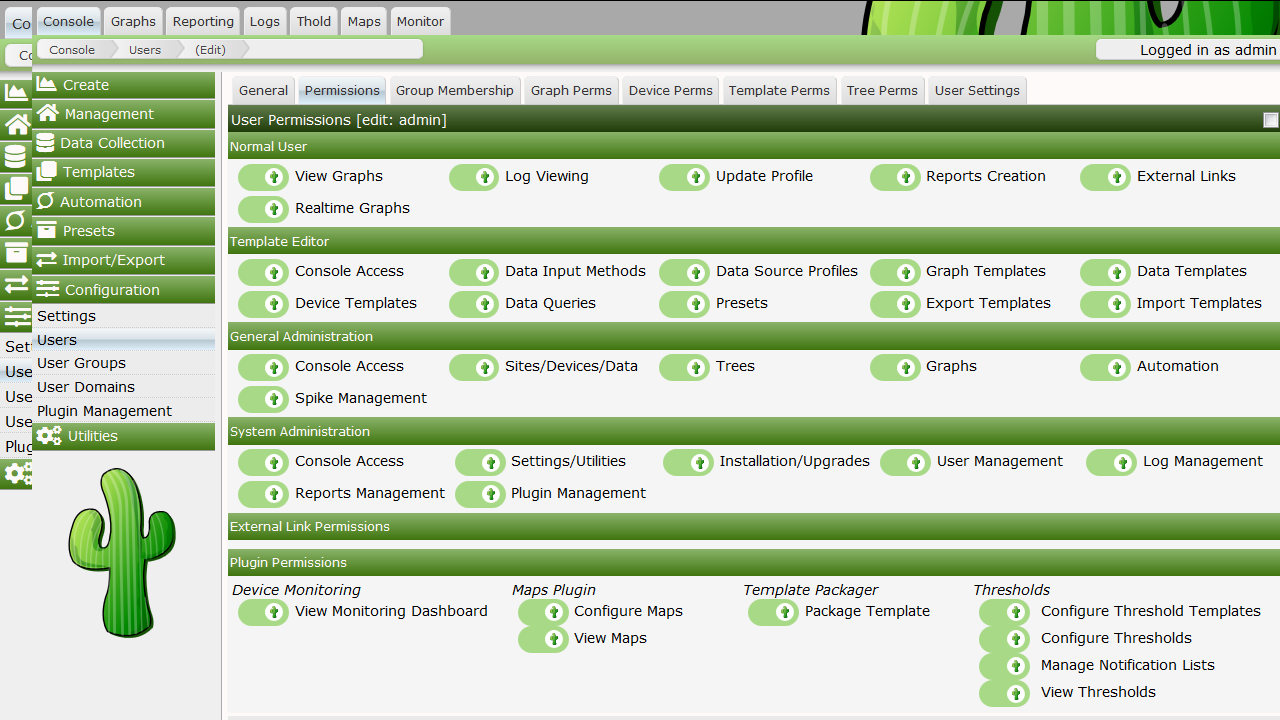 Co Console Graphs Reporting Logs Thold Maps Monitor
Co Console Users (Edit) Logged in as admin
Create
Management
Data Collection
Templates
Automation
Presets
Import/Export
Configuration
Settings
Users
User Groups
User Domains
Plugin Management
Utilities
Set
Use
Use
Use
Plug
General Permissions Group Membership Graph Perms Device Perms Template Perms Tree Perms User Settings
User Permissions [edit: admin]
Normal User
View Graphs Log Viewing Update Profile Reports Creation External Links
Realtime Graphs
Template Editor
Console Access Data Input Methods Data Source Profiles Graph Templates Data Templates
Device Templates Data Queries Presets Export Templates Import Templates
General Administration
Console Access Sites/Devices/Data Trees Graphs Automation
Spike Management
System Administration
Console Access Settings/Utilities Installation/Upgrades User Management Log Management
Reports Management Plugin Management
External Link Permissions
Plugin Permissions
Device Monitoring Maps Plugin Template Packager Thresholds
View Monitoring Dashboard Configure Maps Package Template Configure Threshold Templates
View Maps Configure Thresholds
Manage Notification Lists
View Thresholds